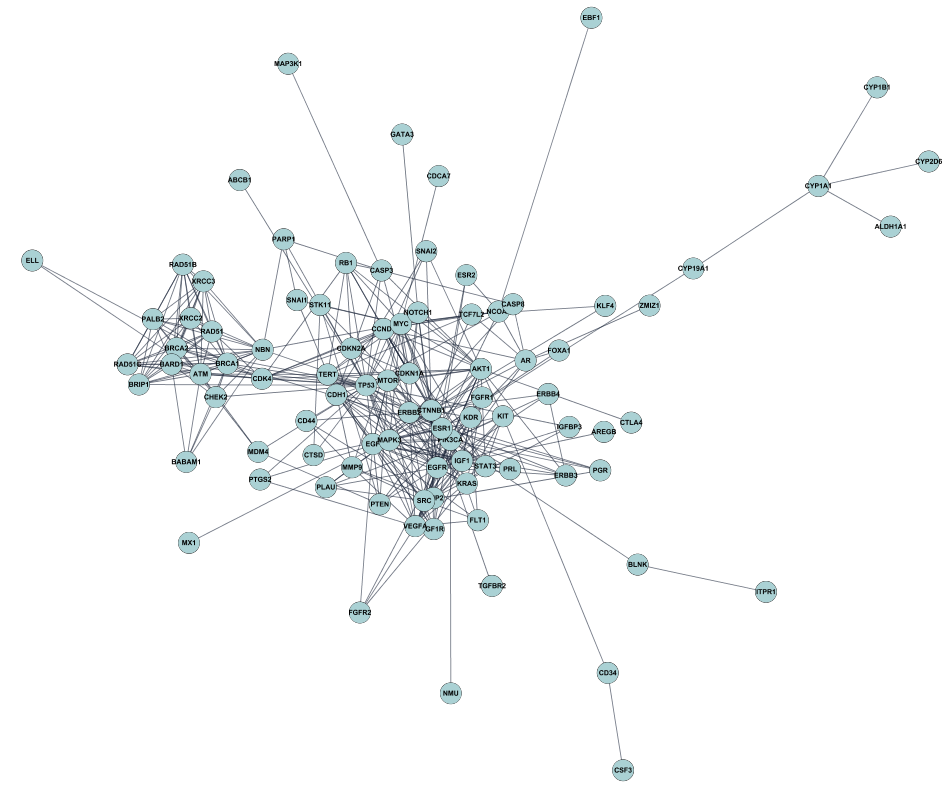 EBF1
MAP3K1
CYP1B1
GATA3
CYP2D6
CDCA7
ABCB1
CYP1A1
ALDH1A1
PARP1
SNAI2
ELL
RAD51B
RB1
CASP3
CYP19A1
ESR2
XRCC3
SNAI1
STK11
CASP8
KLF4
ZMIZ1
NOTCH1
TCF7L2
NCOA
PALB2
XRCC2
MYC
CCND
RAD51
BRCA2
NBN
CDKN2A
FOXA1
AR
RAD51C
BARD1
BRCA1
AKT1
ATM
CDK4
TERT
MTOR
CDKN1A
BRIP1
TP53
CHEK2
CDH1
FGFR1
ERBB4
ERBB2
CTNNB1
CD44
KDR
KIT
CTLA4
ESR1
IGFBP3
AREGB
PIK3CA
EGF
MAPK3
MDM4
CTSD
BABAM1
IGF1
MMP9
EGFR
STAT3
PRL
PGR
PTGS2
ERBB3
PLAU
KRAS
PTEN
SRC
VEGFA
GF1R
FLT1
MX1
BLNK
TGFBR2
ITPR1
FGFR2
CD34
NMU
CSF3